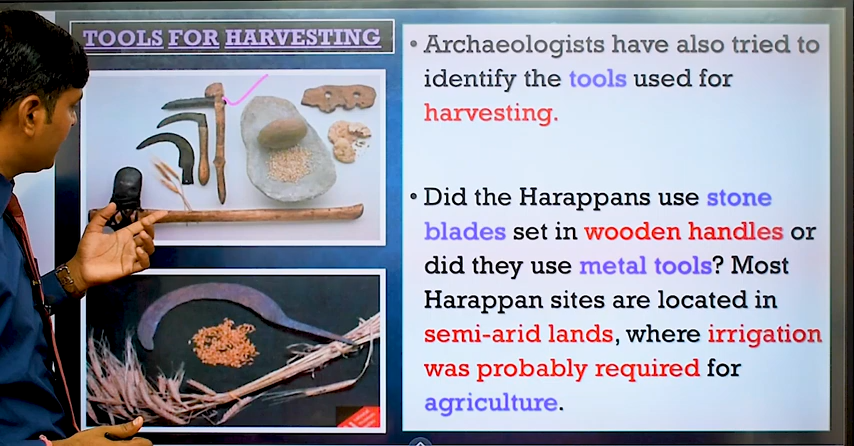 TOOLS FOR HARVESTING
• Archaeologists have also tried to
identify the tools used for
harvesting.
• Did the Harappans use stone
blades set in wooden handles or
did they use metal tools? Most
Harappan sites are located in
semi-arid lands, where irrigation
was probably required for
agriculture.